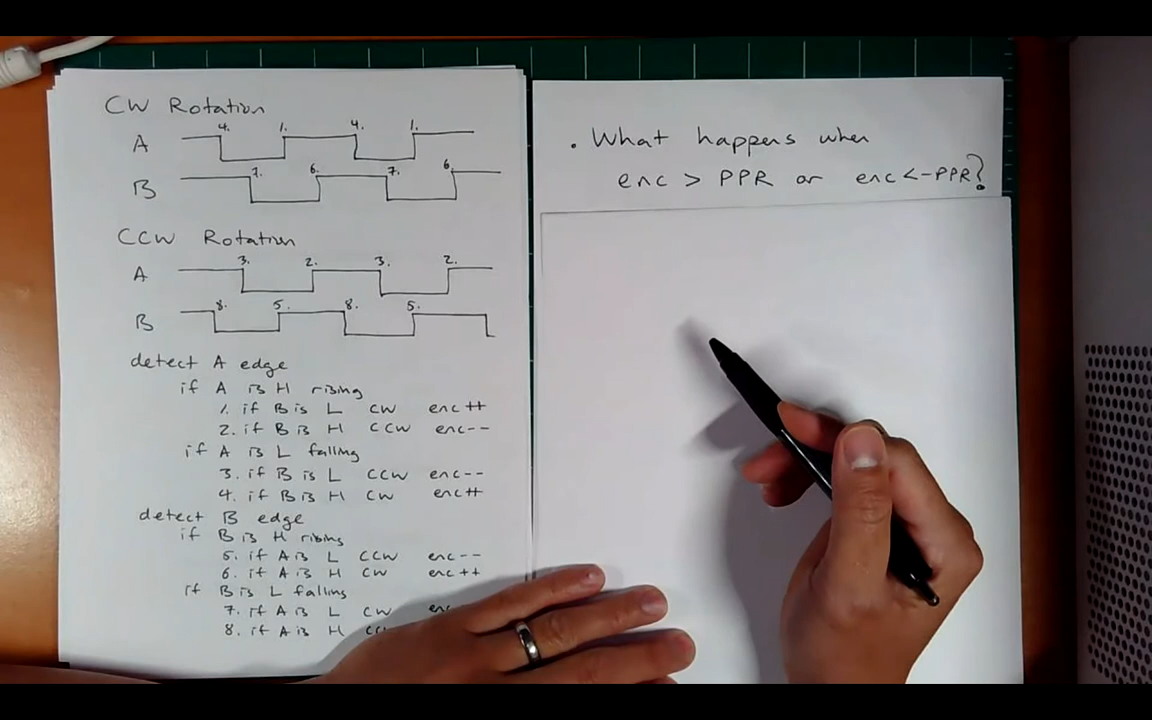 CW Rotation
4. 1. 4. 1.
A
7. 6. 7. 6.
B
CCW Rotation
3. 2. 3. 2.
A
8. 5. 8. 5.
B
detect A edge
if A is H rising
1. if B is L CW enc++
2. if B is H CCW enc--
if A is L falling
3. if B is L CCW enc--
4. if B is H CW enc++
detect B edge
if B is H rising
5. if A is L CCW enc--
6. if A is H CW enc++
if B is L falling
7. if A is L CW
8. if A is H
. What happens when
enc > PPR or enc <-PPR?